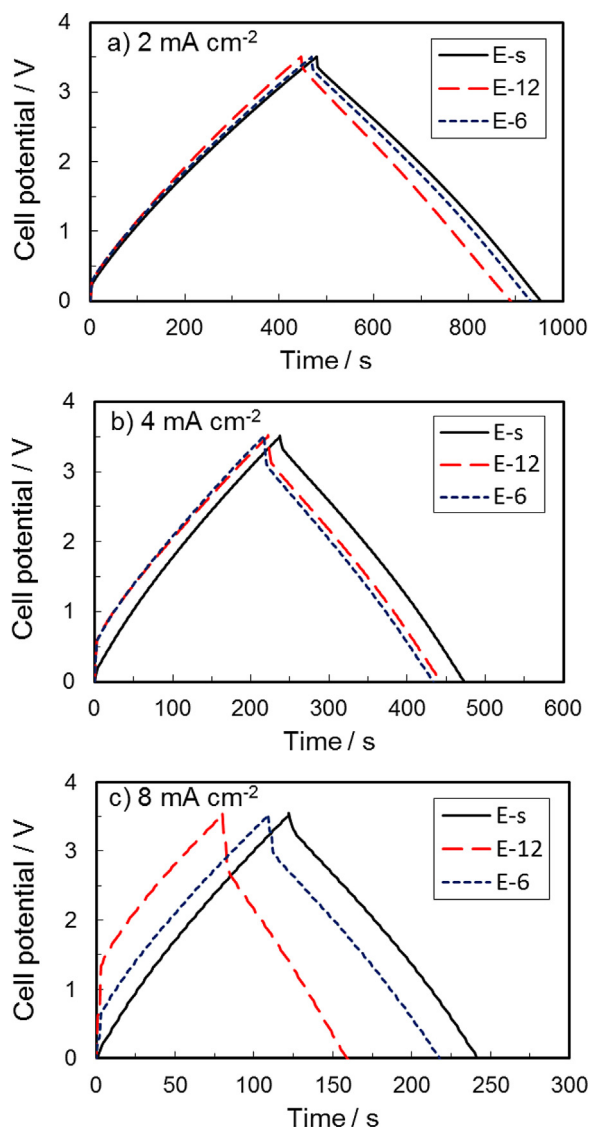 a) 2 mA cm-2
E-s
E-12
E-6
Cell potential / V
4
3
2
1
0
0 200 400 600 800 1000
Time / s
b) 4 mA cm-2
E-s
E-12
E-6
Cell potential / V
4
3
2
1
0
0 100 200 300 400 500 600
Time / s
c) 8 mA cm-2
E-s
E-12
E-6
Cell potential / V
4
3
2
1
0
0 50 100 150 200 250 300
Time / s